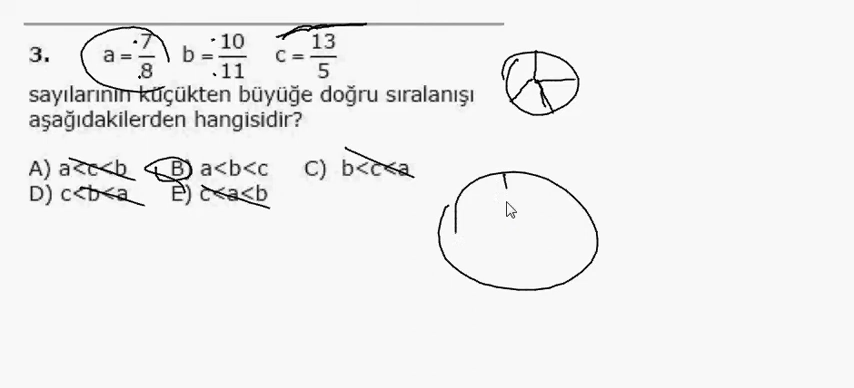 3. a = 7/8 b = 10/11 c = 13/5
sayılarının küçükten büyüğe doğru sıralanışı
aşağıdakilerden hangisidir?
A) a<c<b B) a<b<c C) b<c<a
D) c<b<a E) c<a<b